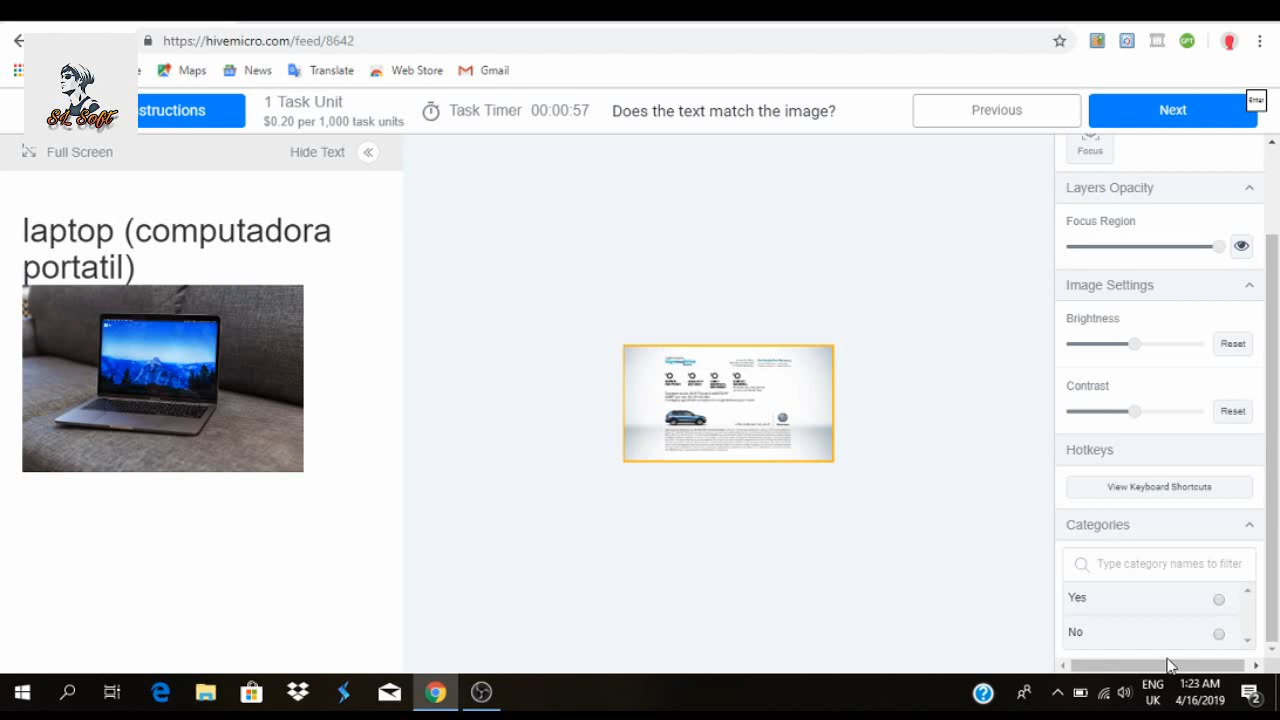 https://hivemicro.com/feed/8642
Maps
News
Translate
Web Store
Gmail
GPT
Enter
SL Soft
structions
1 Task Unit
$0.20 per 1,000 task units
Task Timer 00:00:57
Does the text match the image?
Previous
Next
Full Screen
Hide Text
Focus
laptop (computadora
portatil)
Layers Opacity
Focus Region
Image Settings
Brightness
Reset
Contrast
Reset
Hotkeys
View Keyboard Shortcuts
Categories
Type category names to filter
Yes
No
ENG
UK
1:23 AM
4/16/2019
2